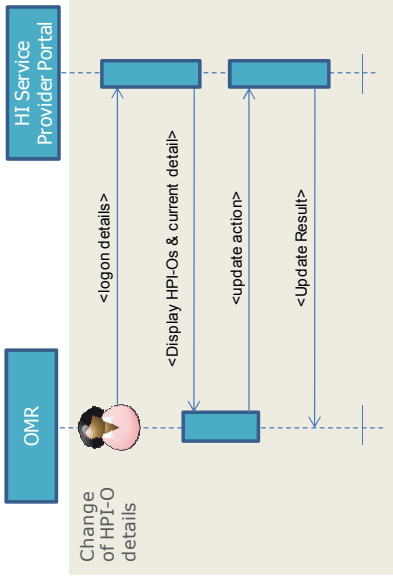 OMR
HI Service
Provider Portal
Change
of HPI-O
details
<logon details>
<Display HPI-Os & current detail>
<update action>
<Update Result>